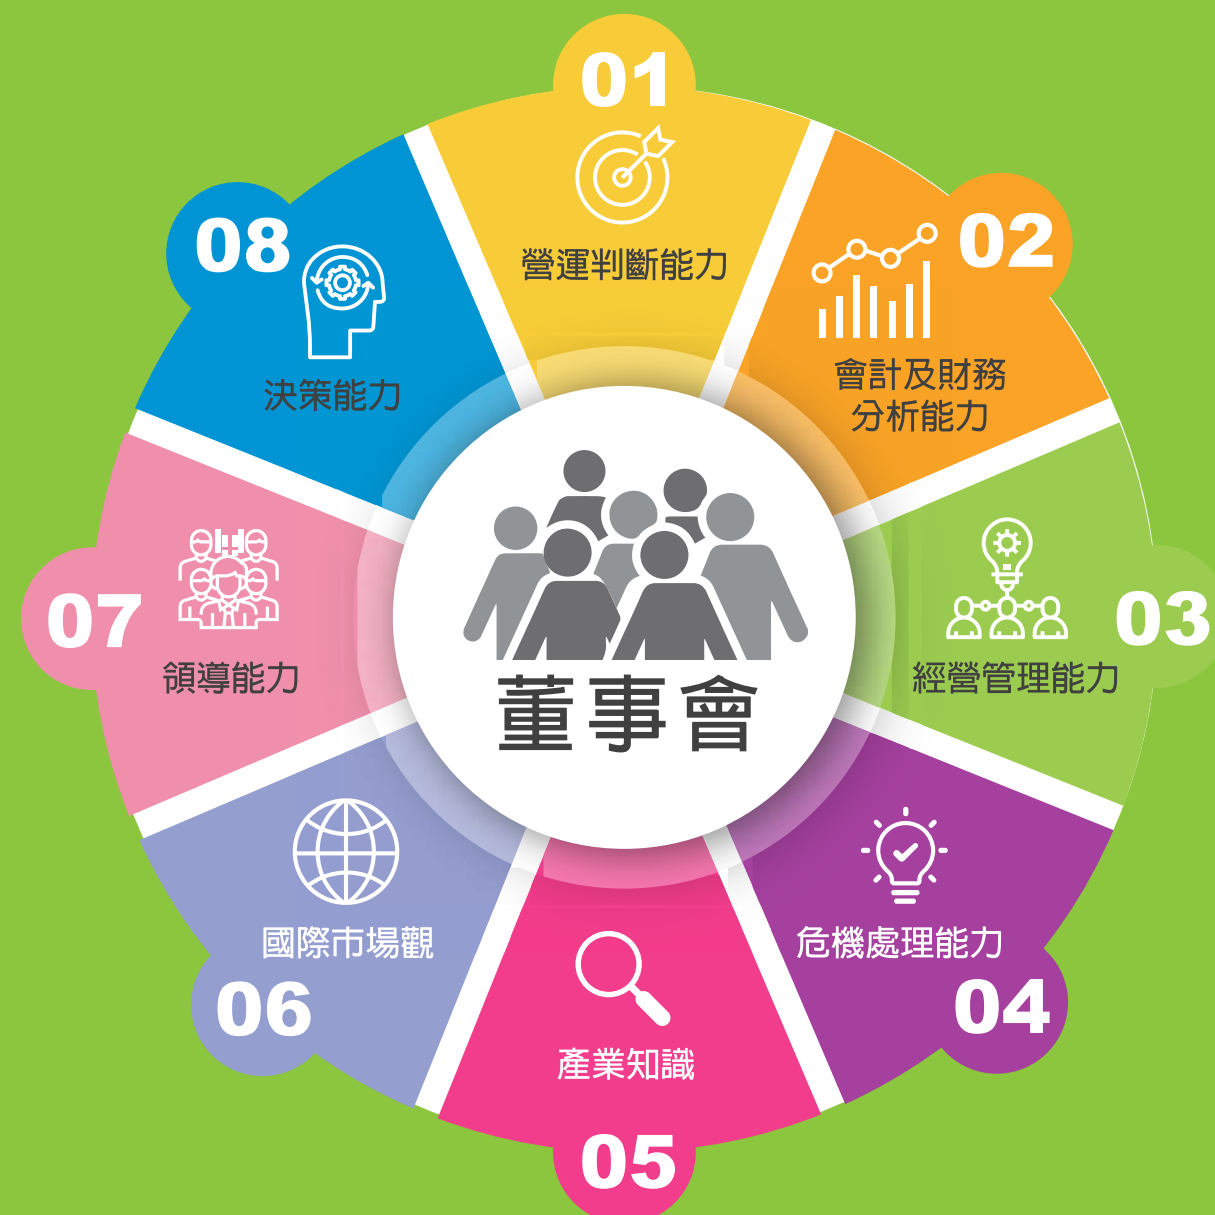 01
營運判斷能力
02
會計及財務
分析能力
03
經營管理能力
04
危機處理能力
05
產業知識
06
國際市場觀
07
領導能力
08
決策能力
董事會